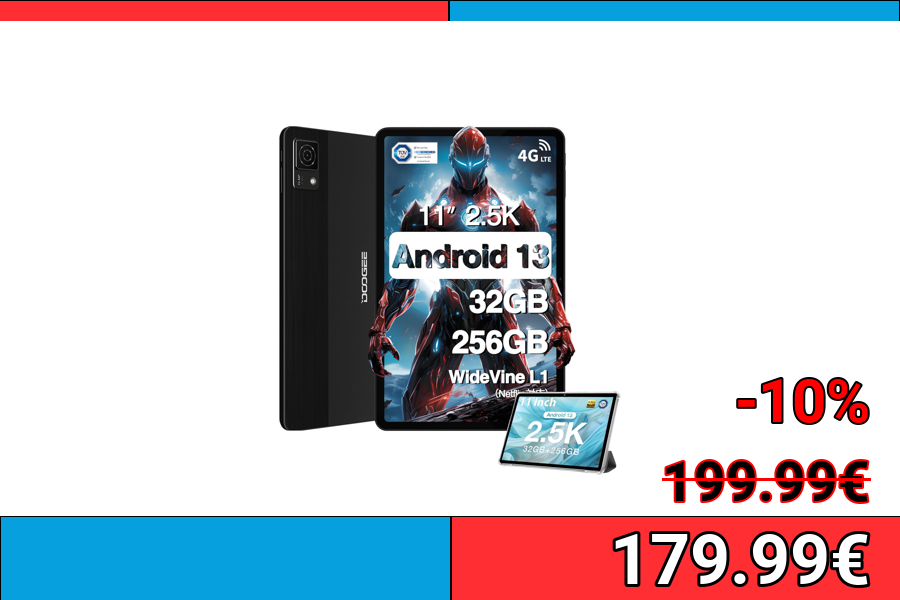 4G LTE
11" 2.5K
Android 13
32GB
256GB
WideVine L1
DOOGEE
11 inch
Android 13
2.5K
32GB+256GB
-10%
199.99€
179.99€